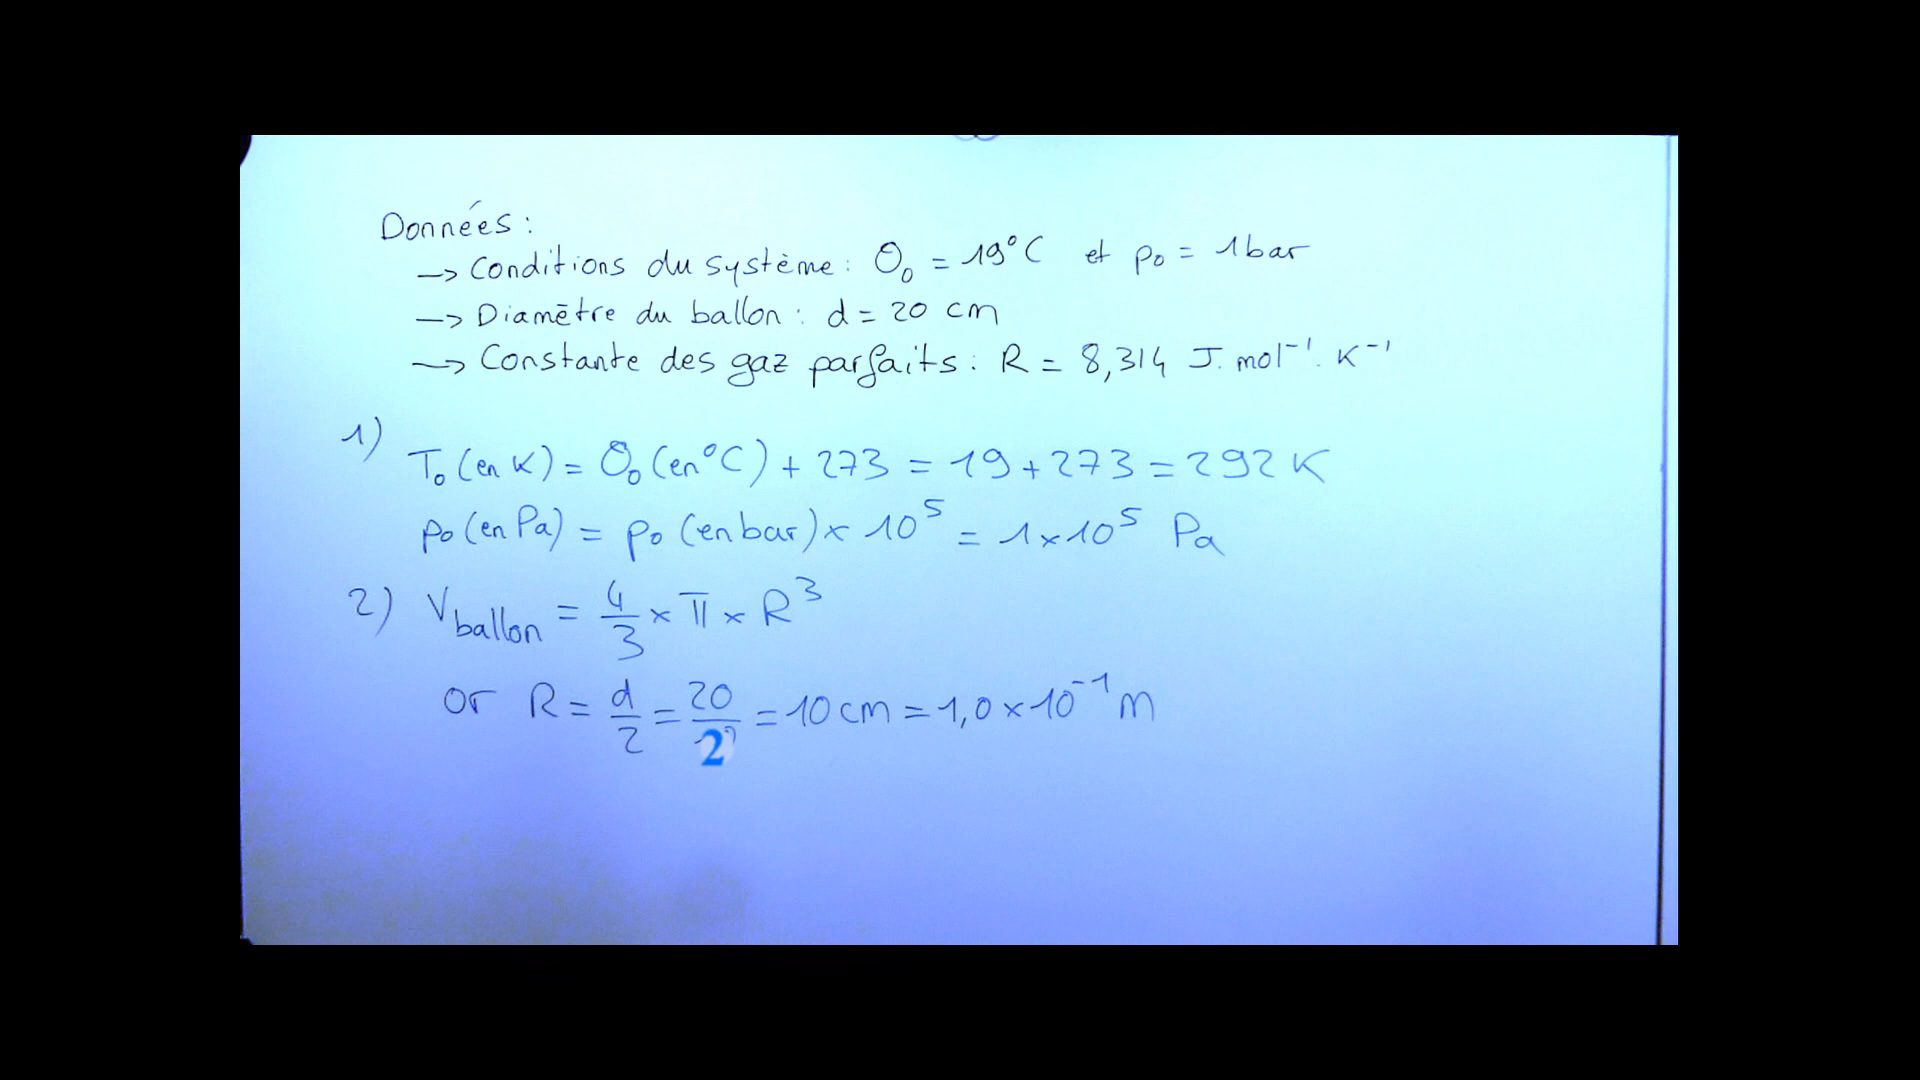 Données :
→ Conditions du système : Θ₀ = 19°C et p₀ = 1 bar
→ Diamètre du ballon : d = 20 cm
→ Constante des gaz parfaits : R = 8,314 J. mol⁻¹. K⁻¹
1) T₀ (en K) = Θ₀ (en °C) + 273 = 19 + 273 = 292 K
p₀ (en Pa) = p₀ (en bar) × 10⁵ = 1 × 10⁵ Pa
2) V_ballon = 4/3 × π × R³
or R = d/2 = 20/2 = 10 cm = 1,0 × 10⁻¹ m